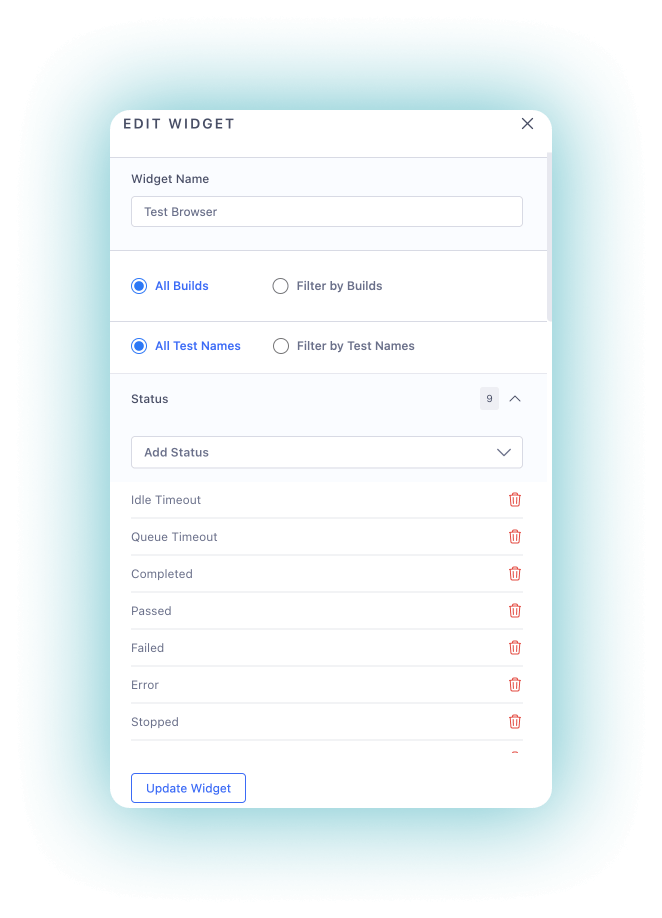 EDIT WIDGET
Widget Name
Test Browser
All Builds Filter by Builds
All Test Names Filter by Test Names
Status 9
Add Status
Idle Timeout
Queue Timeout
Completed
Passed
Failed
Error
Stopped
Update Widget